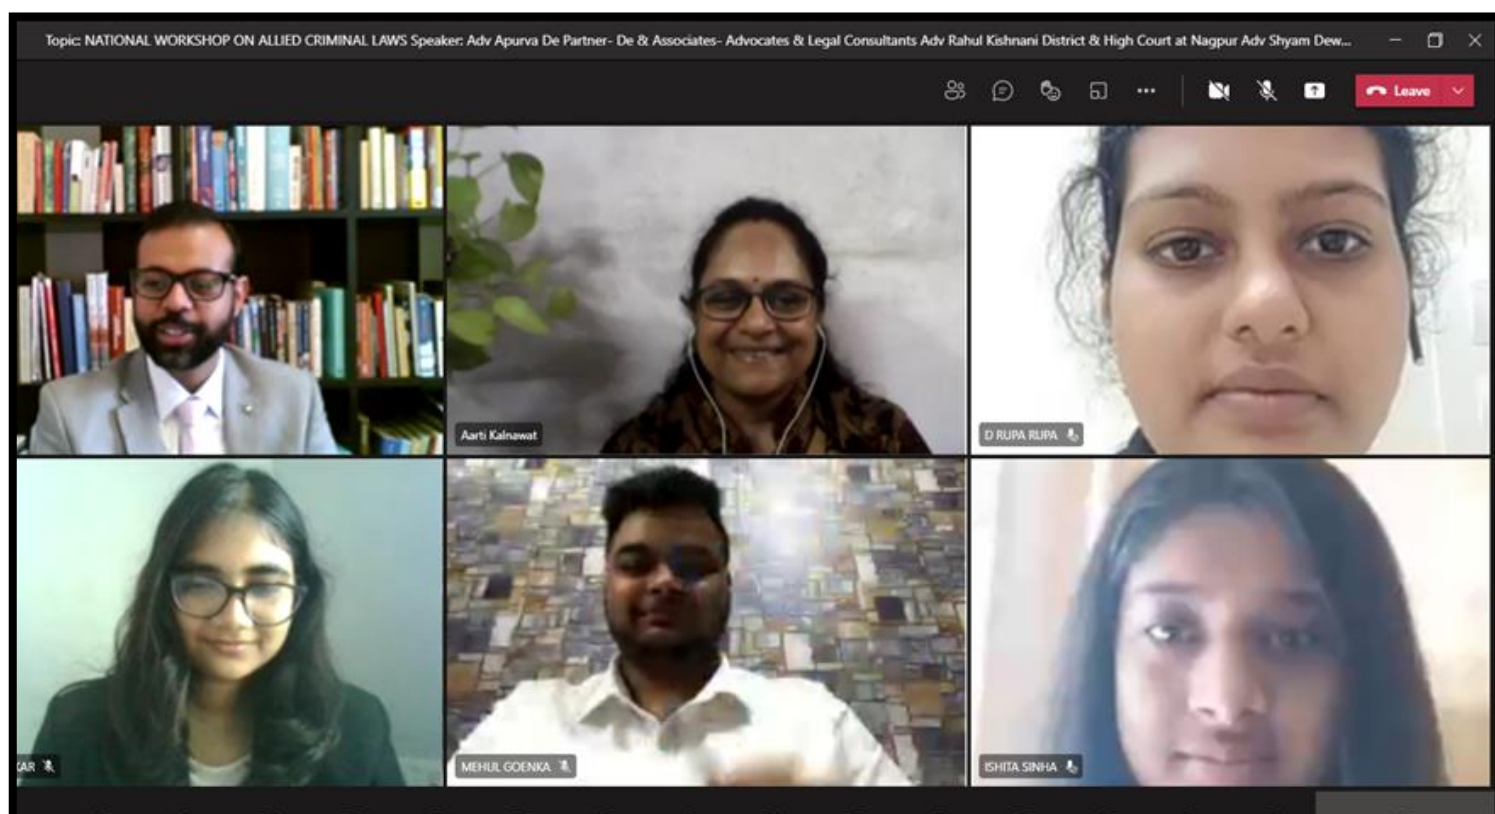 Topic: NATIONAL WORKSHOP ON ALLIED CRIMINAL LAWS Speaker: Adv Apurva De Partner- De & Associates- Advocates & Legal Consultants Adv Rahul Kishnani District & High Court at Nagpur Adv Shyam Dew...
Leave
Aarti Kalnawat
D RUPA RUPA
KAR
MEHUL GOENKA
ISHITA SINHA